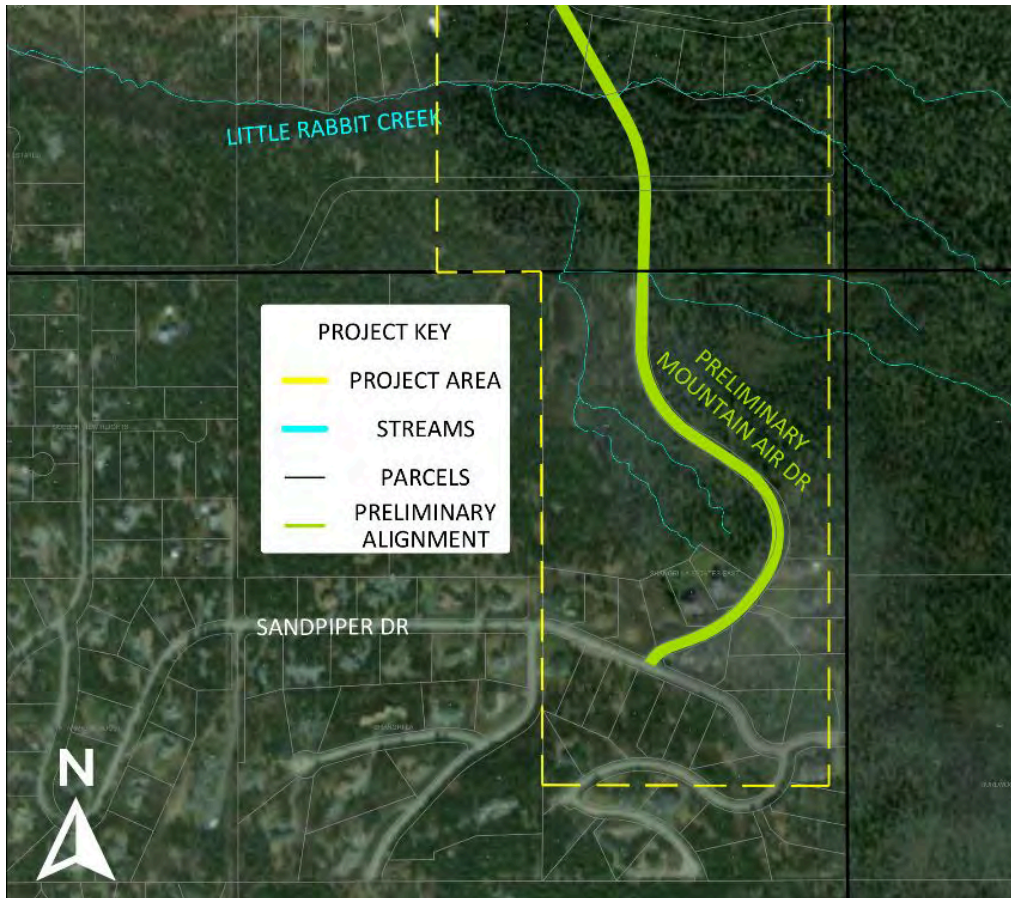 LITTLE RABBIT CREEK
PROJECT KEY
PROJECT AREA
STREAMS
PARCELS
PRELIMINARY
ALIGNMENT
PRELIMINARY
MOUNTAIN AIR DR
SANDPIPER DR
N